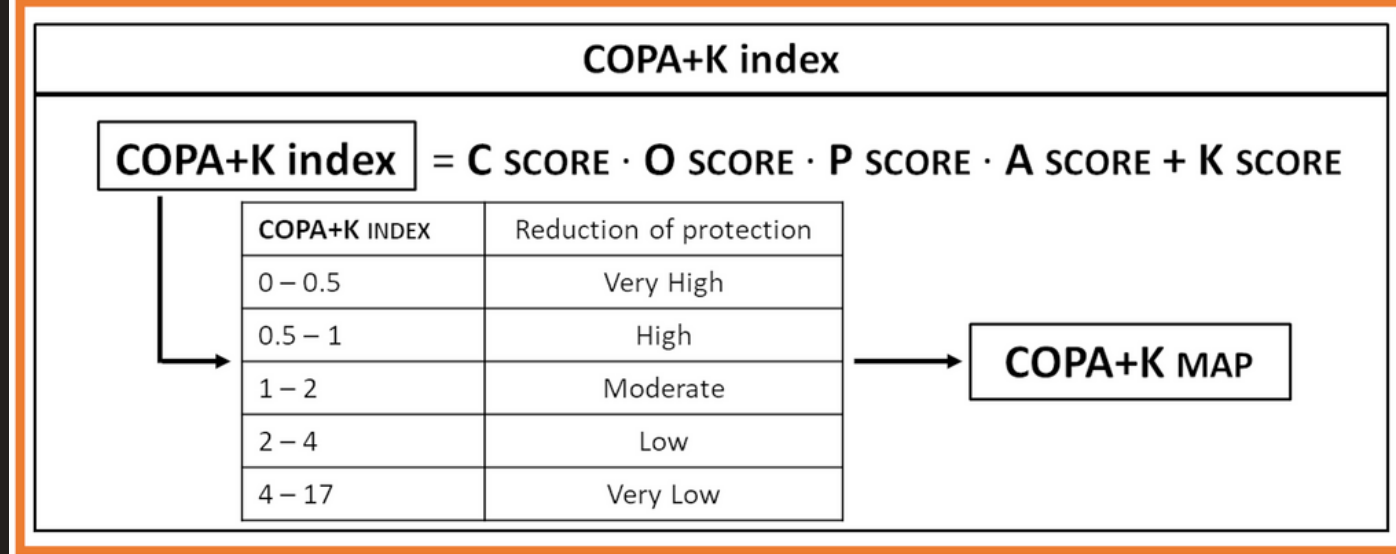 COPA+K index
COPA+K index = C SCORE · O SCORE · P SCORE · A SCORE + K SCORE
COPA+K INDEX Reduction of protection
0 – 0.5 Very High
0.5 – 1 High
1 – 2 Moderate
2 – 4 Low
4 – 17 Very Low
COPA+K MAP